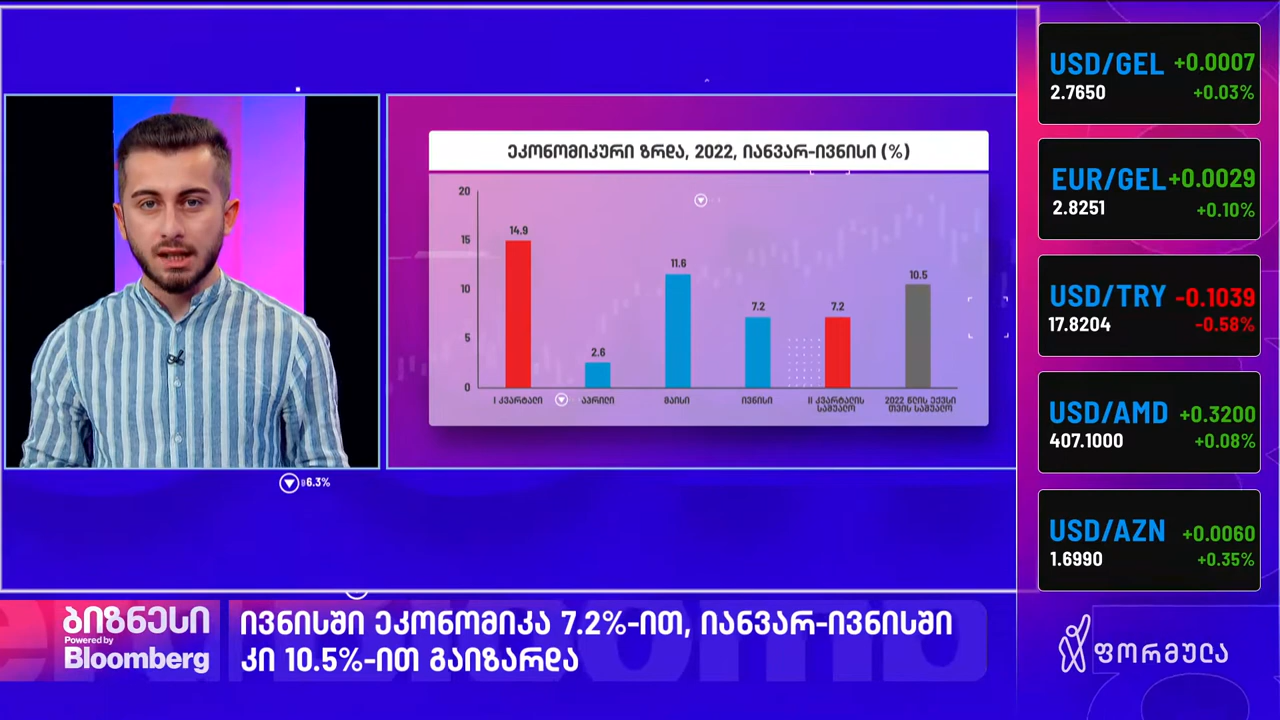 ეკონომიკური ზრდა, 2022, იანვარ-ივნისი (%)
20
15
10
5
0
14.9
2.6
11.6
7.2
7.2
10.5
I კვარტალი
აპრილი
მაისი
ივნისი
II კვარტალის
საშუალო
2022 წლის ექვსი
თვის საშუალო
6.3%
USD/GEL +0.0007
2.7650 +0.03%
EUR/GEL +0.0029
2.8251 +0.10%
USD/TRY -0.1039
17.8204 -0.58%
USD/AMD +0.3200
407.1000 +0.08%
USD/AZN +0.0060
1.6990 +0.35%
ბიზნესი
Powered by
Bloomberg
ივნისში ეკონომიკა 7.2%-ით, იანვარ-ივნისში
კი 10.5%-ით გაიზარდა
ფორმულა